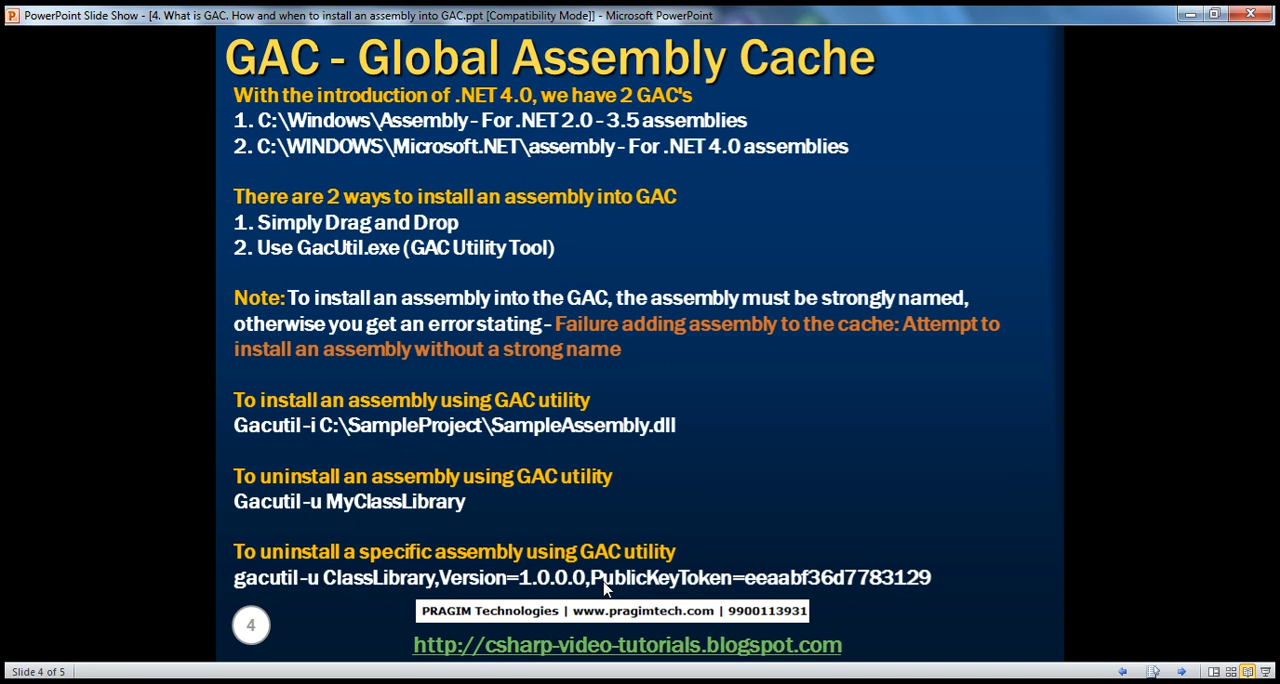 PowerPoint Slide Show - [4. What is GAC. How and when to install an assembly into GAC.ppt [Compatibility Mode]] - Microsoft PowerPoint
GAC - Global Assembly Cache
With the introduction of .NET 4.0, we have 2 GAC's
1. C:\Windows\Assembly - For .NET 2.0 - 3.5 assemblies
2. C:\WINDOWS\Microsoft.NET\assembly - For .NET 4.0 assemblies
There are 2 ways to install an assembly into GAC
1. Simply Drag and Drop
2. Use GacUtil.exe (GAC Utility Tool)
Note: To install an assembly into the GAC, the assembly must be strongly named,
otherwise you get an error stating - Failure adding assembly to the cache: Attempt to
install an assembly without a strong name
To install an assembly using GAC utility
Gacutil -i C:\SampleProject\SampleAssembly.dll
To uninstall an assembly using GAC utility
Gacutil -u MyClassLibrary
To uninstall a specific assembly using GAC utility
gacutil -u ClassLibrary,Version=1.0.0.0,PublicKeyToken=eeaabf36d7783129
PRAGIM Technologies | www.pragimtech.com | 9900113931
4
http://csharp-video-tutorials.blogspot.com
Slide 4 of 5